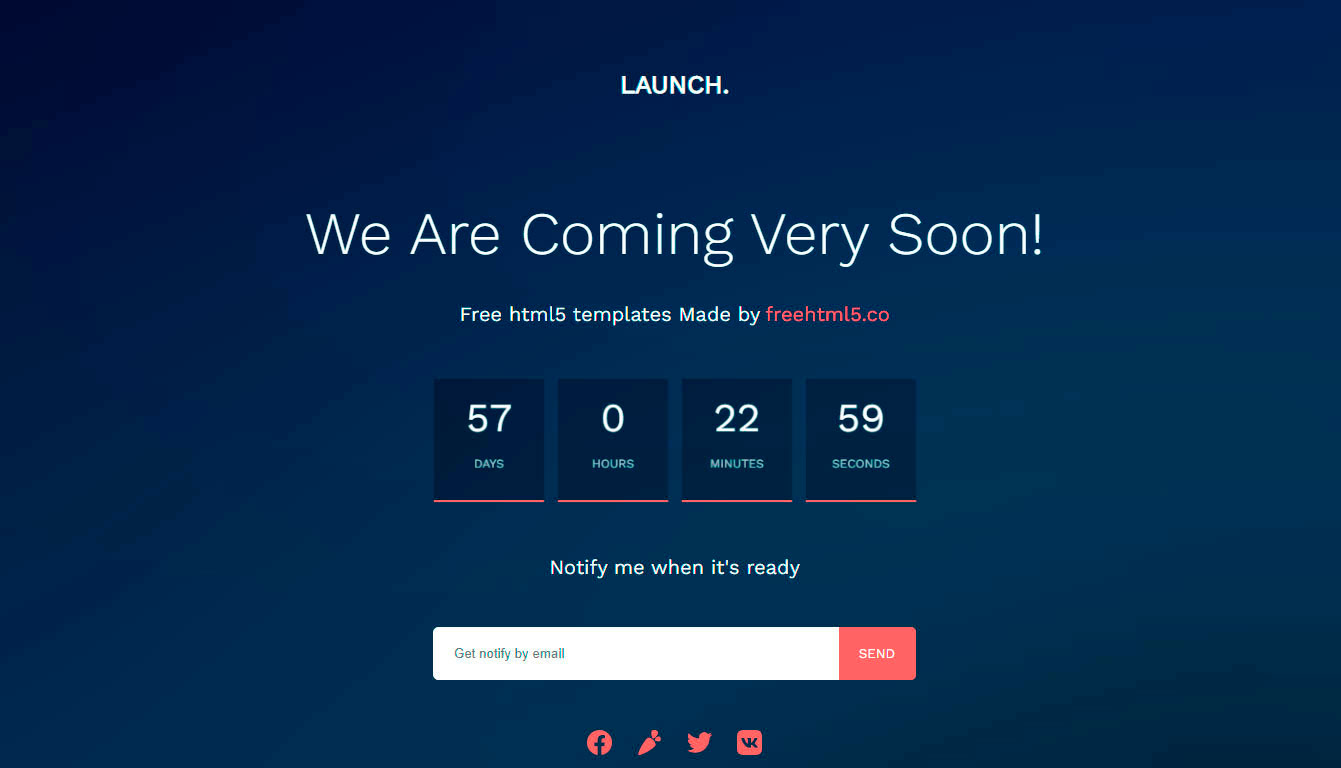 LAUNCH.
We Are Coming Very Soon!
Free html5 templates Made by freehtml5.co
57 0 22 59
DAYS HOURS MINUTES SECONDS
Notify me when it's ready
Get notify by email SEND